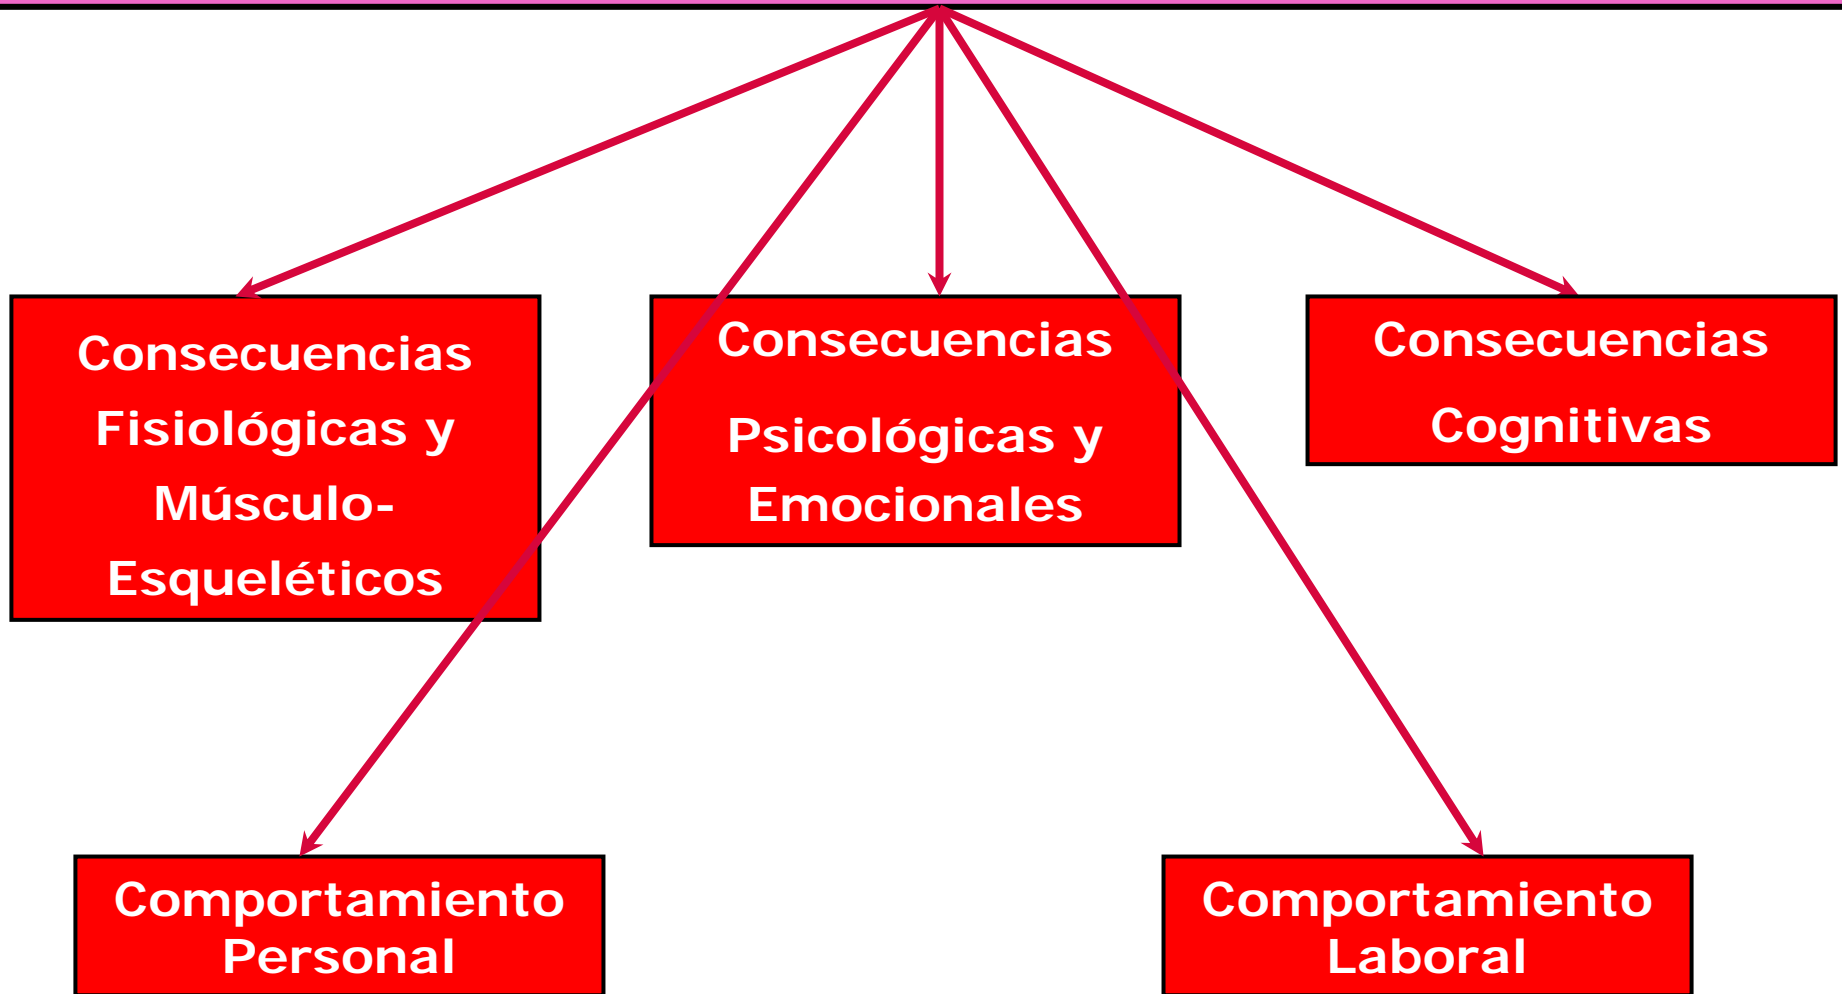 Consecuencias
Fisiológicas y
Músculo-
Esqueléticos
Consecuencias
Psicológicas y
Emocionales
Consecuencias
Cognitivas
Comportamiento
Personal
Comportamiento
Laboral